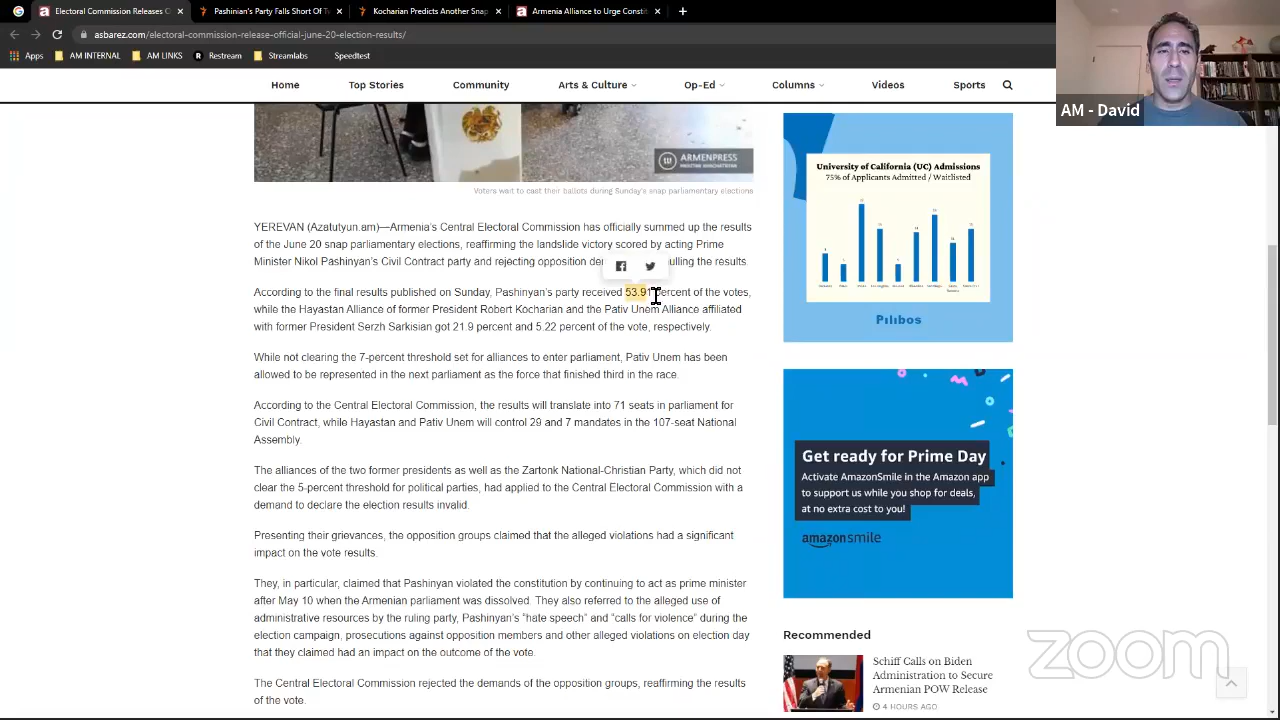 Electoral Commission Releases C
Pashinian's Party Falls Short Of T
Kocharian Predicts Another Snap
Armenia Alliance to Urge Constit
asbarez.com/electoral-commission-release-official-june-20-election-results/
Apps
AM INTERNAL
AM LINKS
Restream
Streamlabs
Speedtest
AM - David
Home
Top Stories
Community
Arts & Culture
Op-Ed
Columns
Videos
Sports
ARMENPRESS
Voters wait to cast their ballots during Sunday's snap parliamentary elections
YEREVAN (Azatutyun.am)—Armenia's Central Electoral Commission has officially summed up the results
of the June 20 snap parliamentary elections, reaffirming the landslide victory scored by acting Prime
Minister Nikol Pashinyan's Civil Contract party and rejecting opposition de nulling the results.
According to the final results published on Sunday, Pashinyan's party received 53.91 percent of the votes,
while the Hayastan Alliance of former President Robert Kocharian and the Pativ Unem Alliance affiliated
with former President Serzh Sarkisian got 21.9 percent and 5.22 percent of the vote, respectively.
While not clearing the 7-percent threshold set for alliances to enter parliament, Pativ Unem has been
allowed to be represented in the next parliament as the force that finished third in the race.
According to the Central Electoral Commission, the results will translate into 71 seats in parliament for
Civil Contract, while Hayastan and Pativ Unem will control 29 and 7 mandates in the 107-seat National
Assembly.
The alliances of the two former presidents as well as the Zartonk National-Christian Party, which did not
clear the 5-percent threshold for political parties, had applied to the Central Electoral Commission with a
demand to declare the election results invalid.
Presenting their grievances, the opposition groups claimed that the alleged violations had a significant
impact on the vote results.
They, in particular, claimed that Pashinyan violated the constitution by continuing to act as prime minister
after May 10 when the Armenian parliament was dissolved. They also referred to the alleged use of
administrative resources by the ruling party, Pashinyan's "hate speech" and "calls for violence" during the
election campaign, prosecutions against opposition members and other alleged violations on election day
that they claimed had an impact on the outcome of the vote.
The Central Electoral Commission rejected the demands of the opposition groups, reaffirming the results
of the vote.
University of California (UC) Admissions
75% of Applicants Admitted / Waitlisted
Pilibos
Get ready for Prime Day
Activate AmazonSmile in the Amazon app
to support us while you shop for deals,
at no extra cost to you!
amazonsmile
Recommended
Schiff Calls on Biden
Administration to Secure
Armenian POW Release
4 HOURS AGO
zoom